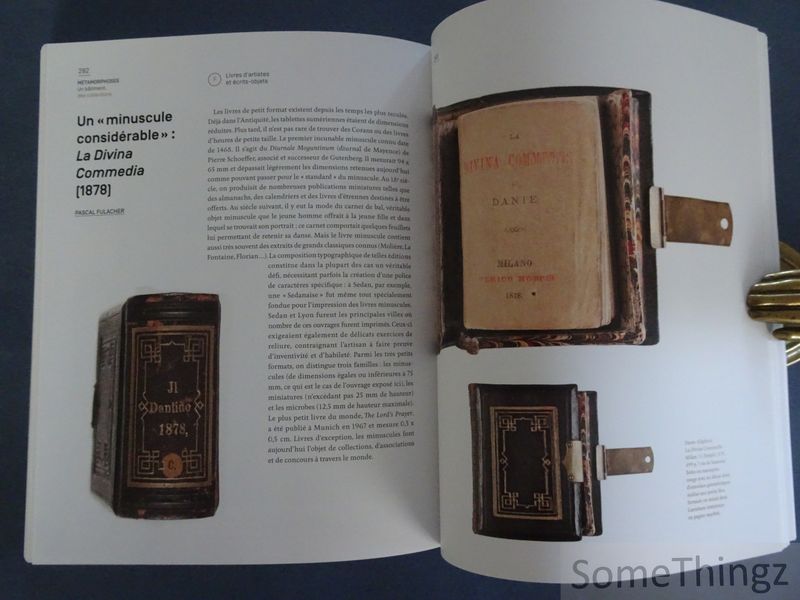 282
METAMORPHOSES
un bâtiment,
des collections
F
Livres d'artistes
et écrits-objets
Un « minuscule
considérable » :
La Divina
Commedia
[1878]
PASCAL FULACHER
Les livres de petit format existent depuis les temps les plus reculés.
Déjà dans l'Antiquité, les tablettes sumériennes étaient de dimensions
réduites. Plus tard, il n'est pas rare de trouver des Corans ou des livres
d'heures de petite taille. Le premier incunable minuscule connu date
de 1468. Il s'agit du Diurnale Moguntinum (diurnal de Mayence) de
Pierre Schoeffer, associé et successeur de Gutenberg. Il mesurait 94 x
65 mm et dépassait légèrement les dimensions retenues aujourd'hui
comme pouvant passer pour le « standard » du minuscule. Au 18e siè-
cle, on produisit de nombreuses publications miniatures telles que
des almanachs, des calendriers et des livres d'étrennes destinés à être
offerts. Au siècle suivant, il y eut la mode du carnet de bal, véritable
objet minuscule que le jeune homme offrait à la jeune fille et dans
lequel se trouvait son portrait ; ce carnet comportait quelques feuillets
lui permettant de retenir sa danse. Mais le livre minuscule contient
aussi très souvent des extraits de grands classiques connus (Molière, La
Fontaine, Florian...). La composition typographique de telles éditions
constitue dans la plupart des cas un véritable
défi, nécessitant parfois la création d'une police
de caractères spécifique : à Sedan, par exemple,
une « Sedanaise » fut même tout spécialement
fondue pour l'impression des livres minuscules.
Sedan et Lyon furent les principales villes où
nombre de ces ouvrages furent imprimés. Ceux-ci
exigeaient également de délicats exercices de
reliure, contraignant l'artisan à faire preuve
d'inventivité et d'habileté. Parmi les très petits
formats, on distingue trois familles : les minus-
cules (de dimensions égales ou inférieures à 75
mm, ce qui est le cas de l'ouvrage exposé ici), les
miniatures (n'excédant pas 25 mm de hauteur)
et les microbes (12,5 mm de hauteur maximale).
Le plus petit livre du monde, The Lord's Prayer,
a été publié à Munich en 1967 et mesure 0,5 x
0,5 cm. Livres d'exception, les minuscules sont
aujourd'hui l'objet de collections, d'associations
et de concours à travers le monde.
Jl
Dantino
1878,
C.
LA
DIVINA COMMEDIA
DI
DANTE
MILANO
1878
Dante Alighieri
La Divina Commedia
SomeThingz